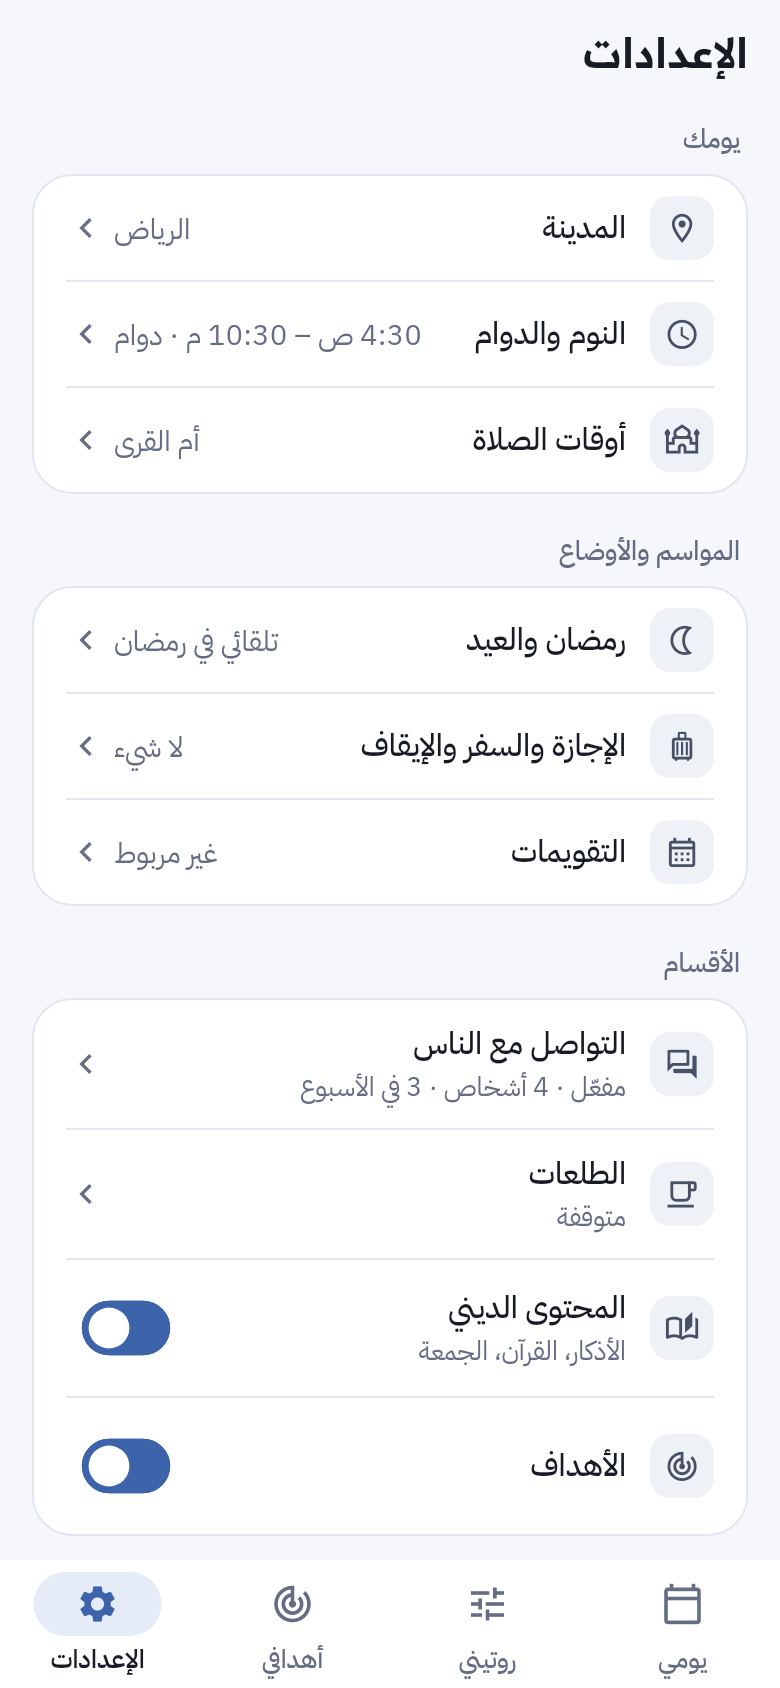 الإعدادات
يومك
المدينة
الرياض
النوم والدوام
4:30 ص – 10:30 م · دوام
أوقات الصلاة
أم القرى
المواسم والأوضاع
رمضان والعيد
تلقائي في رمضان
الإجازة والسفر والإيقاف
لا شيء
التقويمات
غير مربوط
الأقسام
التواصل مع الناس
مفعّل · 4 أشخاص · 3 في الأسبوع
الطلعات
متوقفة
المحتوى الديني
الأذكار، القرآن، الجمعة
الأهداف
يومي
روتيني
أهدافي
الإعدادات